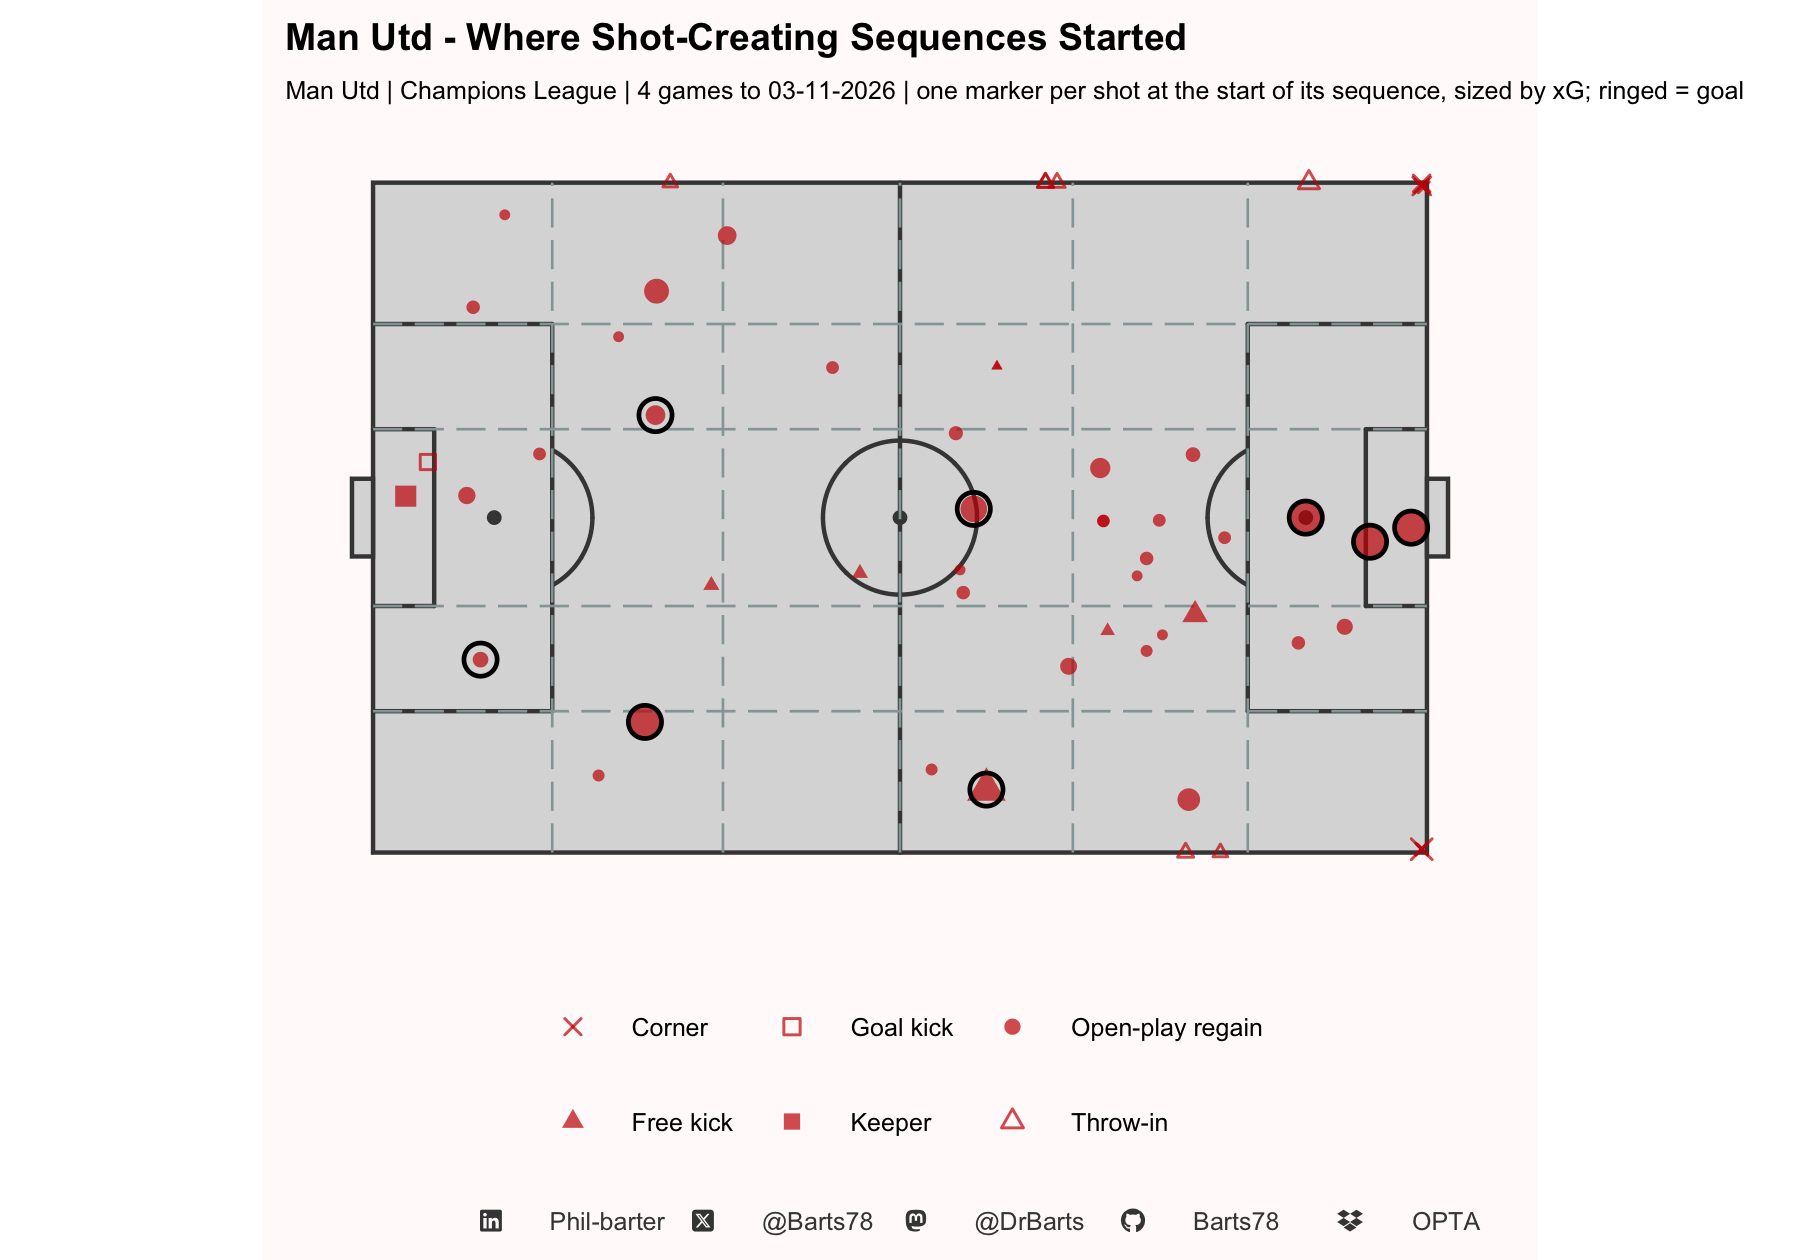 Man Utd - Where Shot-Creating Sequences Started
Man Utd | Champions League | 4 games to 03-11-2026 | one marker per shot at the start of its sequence, sized by xG; ringed = goal
Corner Goal kick Open-play regain
Free kick Keeper Throw-in
Phil-barter @Barts78 @DrBarts Barts78 OPTA